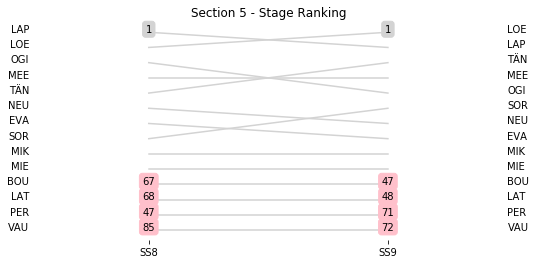 Section 5 - Stage Ranking
LAP 1 1 LOE
LOE LAP
OGI TÄN
MEE MEE
TÄN OGI
NEU SOR
EVA NEU
SOR EVA
MIK MIK
MIE MIE
BOU 67 47 BOU
LAT 68 48 LAT
PER 47 71 PER
VAU 85 72 VAU
SS8 SS9